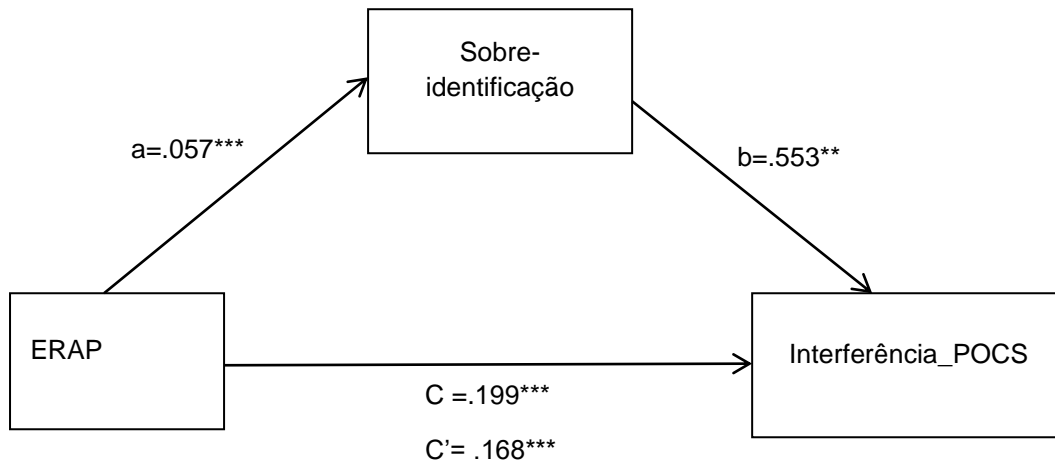 Sobre-
identificação
a=.057***
b=.553**
ERAP
Interferência_POCS
C =.199***
C’= .168***